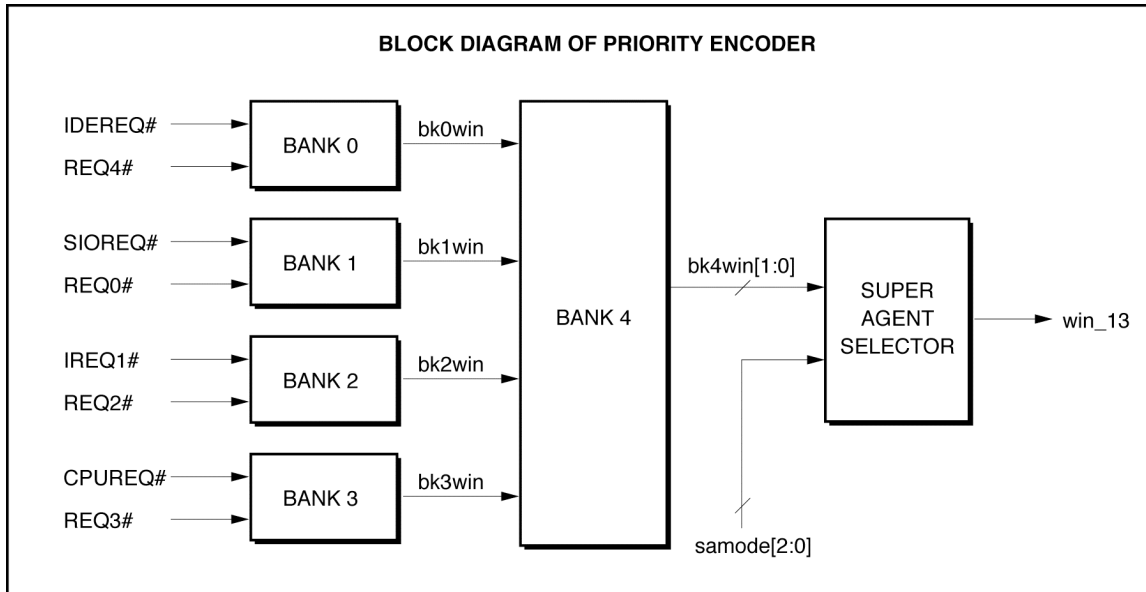 BLOCK DIAGRAM OF PRIORITY ENCODER
IDEREQ#
REQ4#
BANK 0
bk0win
SIOREQ#
REQ0#
BANK 1
bk1win
IREQ1#
REQ2#
BANK 2
bk2win
CPUREQ#
REQ3#
BANK 3
bk3win
BANK 4
bk4win[1:0]
samode[2:0]
SUPER
AGENT
SELECTOR
win_13